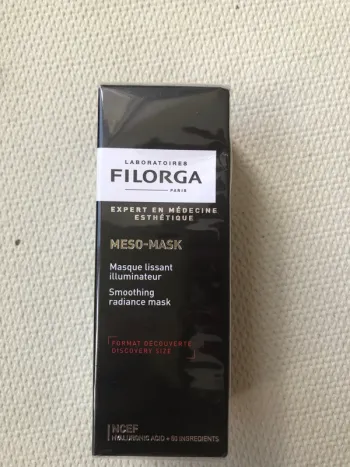 LABORATOIRES
FILORGA
PARIS
EXPERT EN MÉDECINE
ESTHÉTIQUE
MESO-MASK
Masque lissant
illuminateur
Smoothing
radiance mask
FORMAT DÉCOUVERTE
DISCOVERY SIZE
NCEF
HYALURONIC ACID + 50 INGREDIENTS